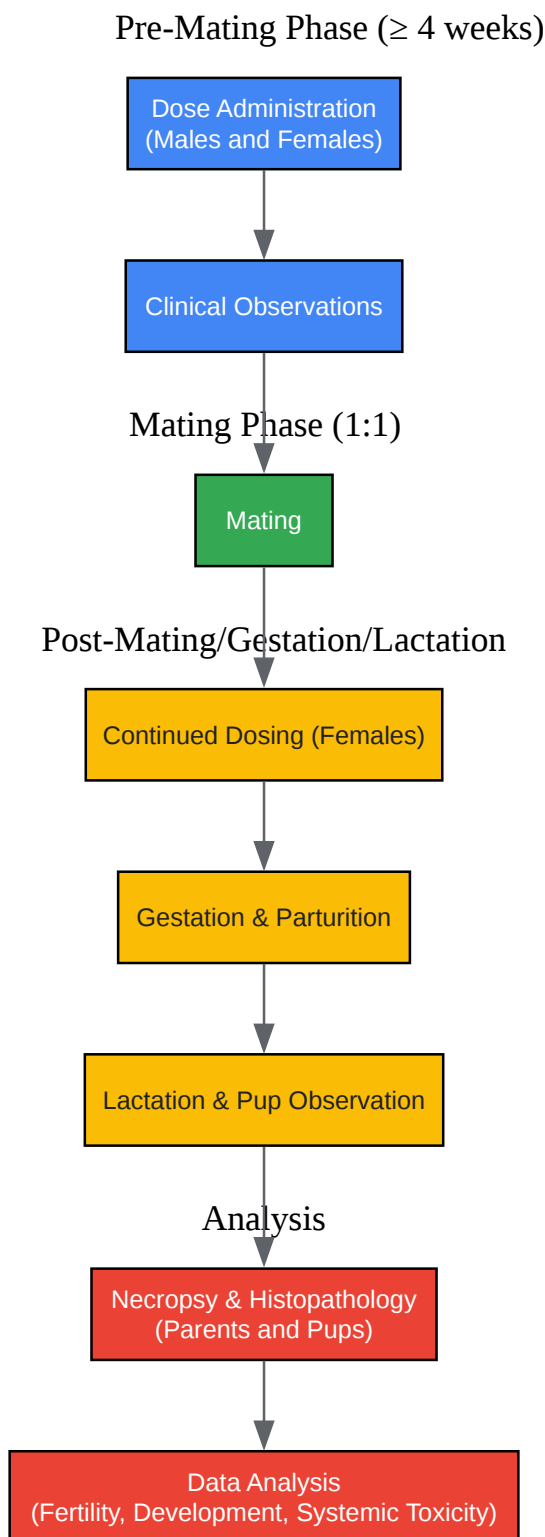 Pre-Mating Phase (≥ 4 weeks)
Dose Administration
(Males and Females)
Clinical Observations
Mating Phase (1:1)
Mating
Post-Mating/Gestation/Lactation
Continued Dosing (Females)
Gestation & Parturition
Lactation & Pup Observation
Analysis
Necropsy & Histopathology
(Parents and Pups)
Data Analysis
(Fertility, Development, Systemic Toxicity)